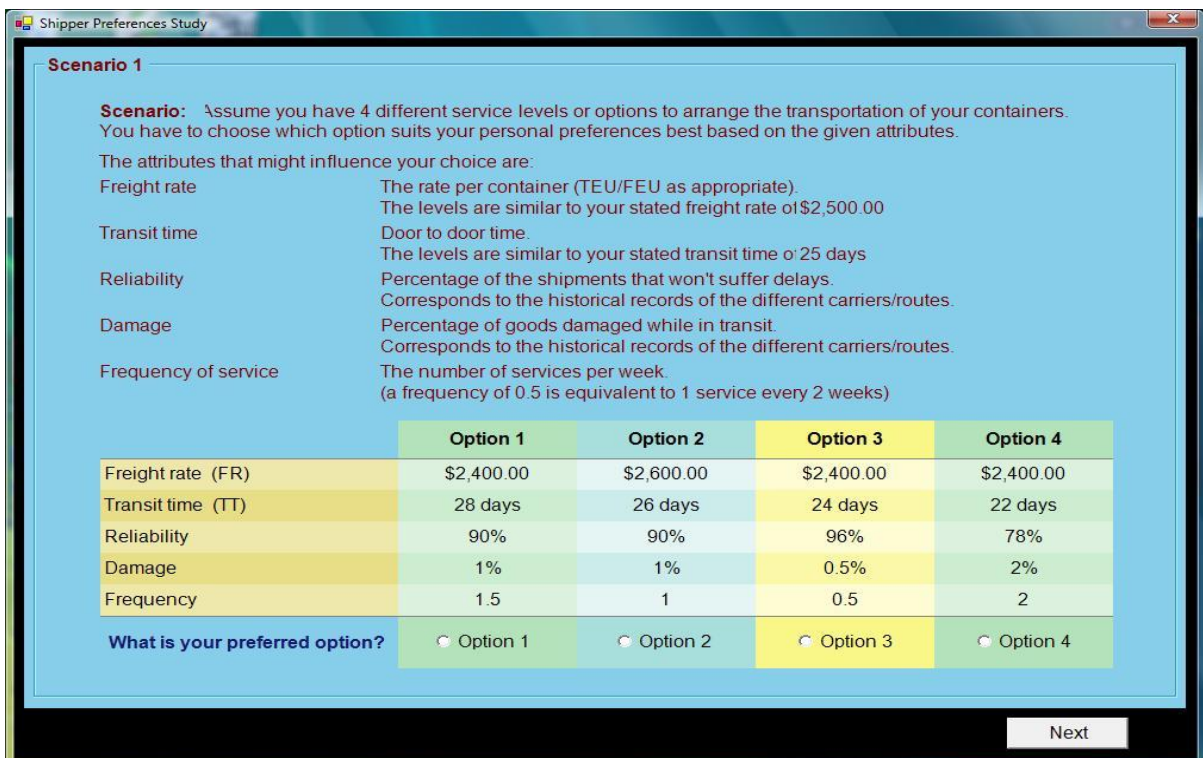 Shipper Preferences Study
Scenario 1
Scenario: Assume you have 4 different service levels or options to arrange the transportation of your containers.
You have to choose which option suits your personal preferences best based on the given attributes.
The attributes that might influence your choice are:
Freight rate The rate per container (TEU/FEU as appropriate).
The levels are similar to your stated freight rate of $2,500.00
Transit time Door to door time.
The levels are similar to your stated transit time of 25 days
Reliability Percentage of the shipments that won't suffer delays.
Corresponds to the historical records of the different carriers/routes.
Damage Percentage of goods damaged while in transit.
Corresponds to the historical records of the different carriers/routes.
Frequency of service The number of services per week.
(a frequency of 0.5 is equivalent to 1 service every 2 weeks)
Option 1 Option 2 Option 3 Option 4
Freight rate (FR) $2,400.00 $2,600.00 $2,400.00 $2,400.00
Transit time (TT) 28 days 26 days 24 days 22 days
Reliability 90% 90% 96% 78%
Damage 1% 1% 0.5% 2%
Frequency 1.5 1 0.5 2
What is your preferred option? Option 1 Option 2 Option 3 Option 4
Next